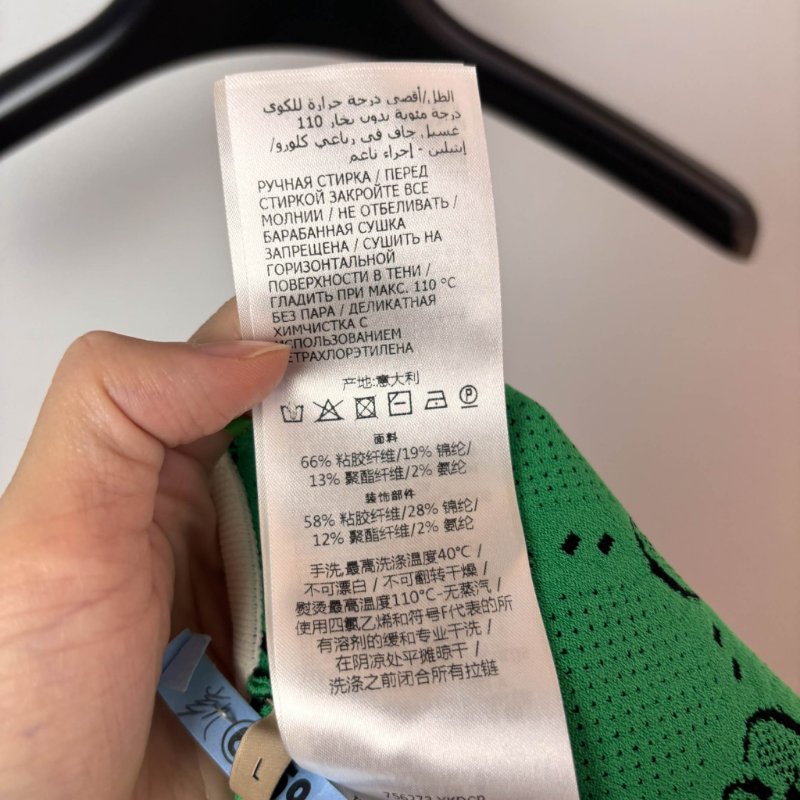 الظل/أقصى درجة حرارة للكوى
درجة مئوية بدون بخار 110
غسيل جاف في رباعي كلورو/
إيثيلين - إجراء ناعم
РУЧНАЯ СТИРКА / ПЕРЕД
СТИРКОЙ ЗАКРОЙТЕ ВСЕ
МОЛНИИ / НЕ ОТБЕЛИВАТЬ /
БАРАБАННАЯ СУШКА
ЗАПРЕЩЕНА / СУШИТЬ НА
ГОРИЗОНТАЛЬНОЙ
ПОВЕРХНОСТИ В ТЕНИ /
ГЛАДИТЬ ПРИ МАКС. 110 °C
БЕЗ ПАРА / ДЕЛИКАТНАЯ
ХИМЧИСТКА С
ИСПОЛЬЗОВАНИЕМ
ЕТРАХЛОРЭТИЛЕНА
产地:意大利
P
面料
66% 粘胶纤维/19% 锦纶/
13% 聚酯纤维/2% 氨纶
装饰部件
58% 粘胶纤维/28% 锦纶/
12% 聚酯纤维/2% 氨纶
手洗,最高洗涤温度40°C /
不可漂白 / 不可翻转干燥 /
熨烫最高温度110°C-无蒸汽 /
使用四氯乙烯和符号F代表的所
有溶剂的缓和专业干洗 /
在阴凉处平摊晾干 /
洗涤之前闭合所有拉链
L